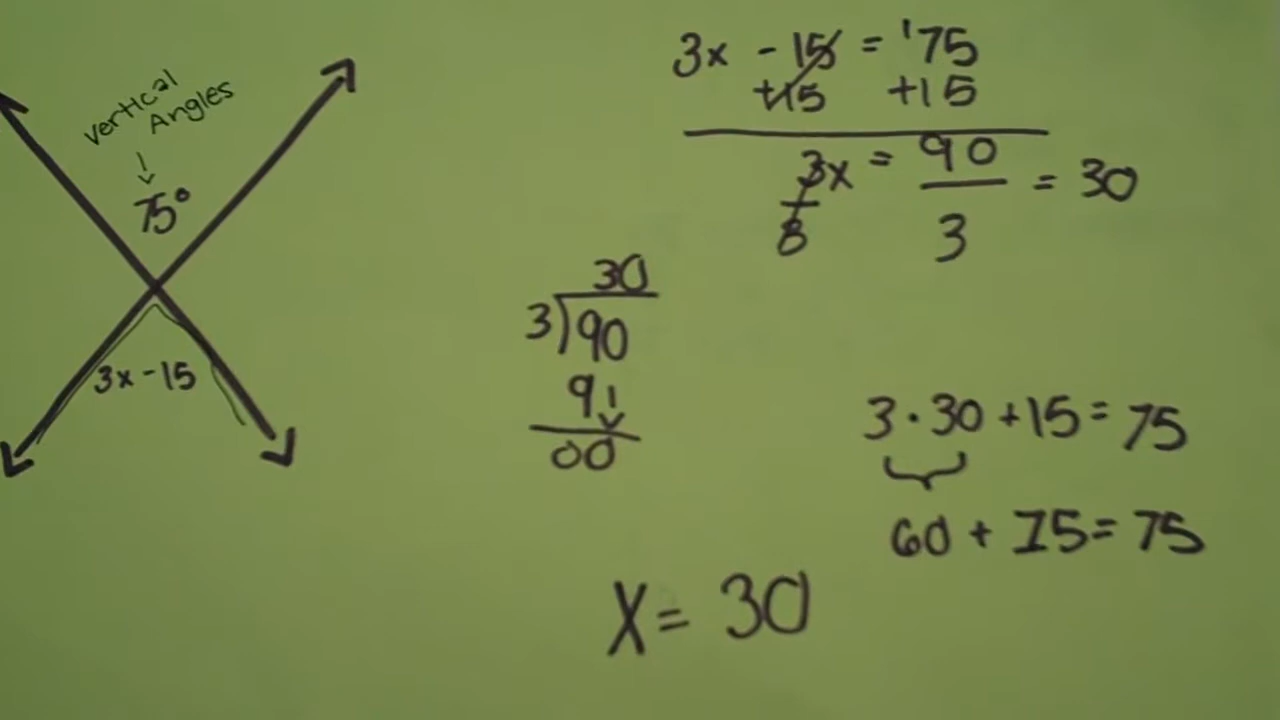 vertical
Angles
↓
75°
3x - 15
3x - 15 = 75
+15 +15
3x = 90 = 30
3 3
30
3)90
9↓
00
3 · 30 + 15 = 75
60 + 15 = 75
x = 30